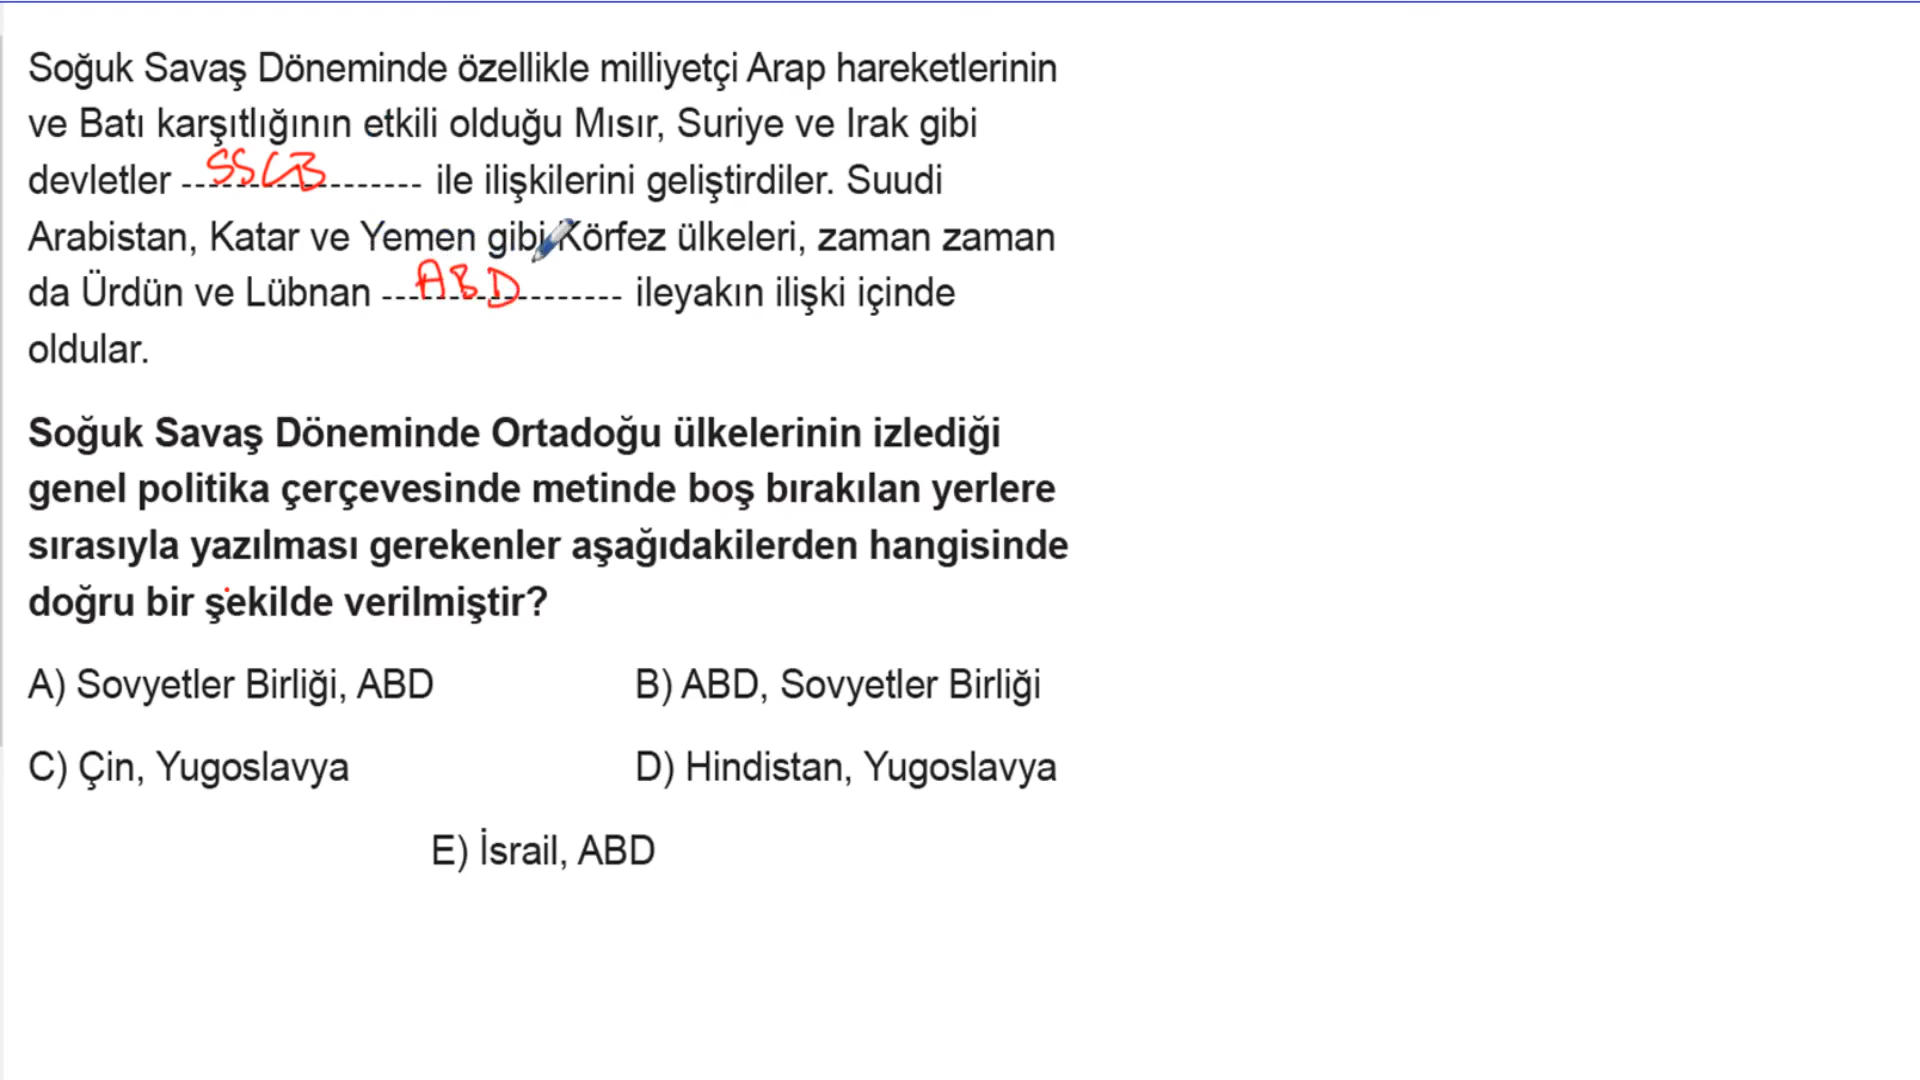 Soğuk Savaş Döneminde özellikle milliyetçi Arap hareketlerinin
ve Batı karşıtlığının etkili olduğu Mısır, Suriye ve Irak gibi
devletler ---SSCB--- ile ilişkilerini geliştirdiler. Suudi
Arabistan, Katar ve Yemen gibi Körfez ülkeleri, zaman zaman
da Ürdün ve Lübnan ---ABD--- ileyakın ilişki içinde
oldular.
Soğuk Savaş Döneminde Ortadoğu ülkelerinin izlediği
genel politika çerçevesinde metinde boş bırakılan yerlere
sırasıyla yazılması gerekenler aşağıdakilerden hangisinde
doğru bir şekilde verilmiştir?
A) Sovyetler Birliği, ABD B) ABD, Sovyetler Birliği
C) Çin, Yugoslavya D) Hindistan, Yugoslavya
E) İsrail, ABD